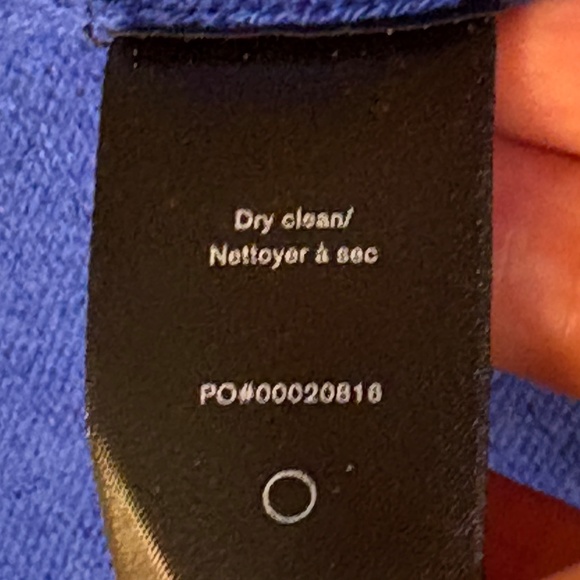 Dry clean/
Nettoyer à sec
PO#00020816